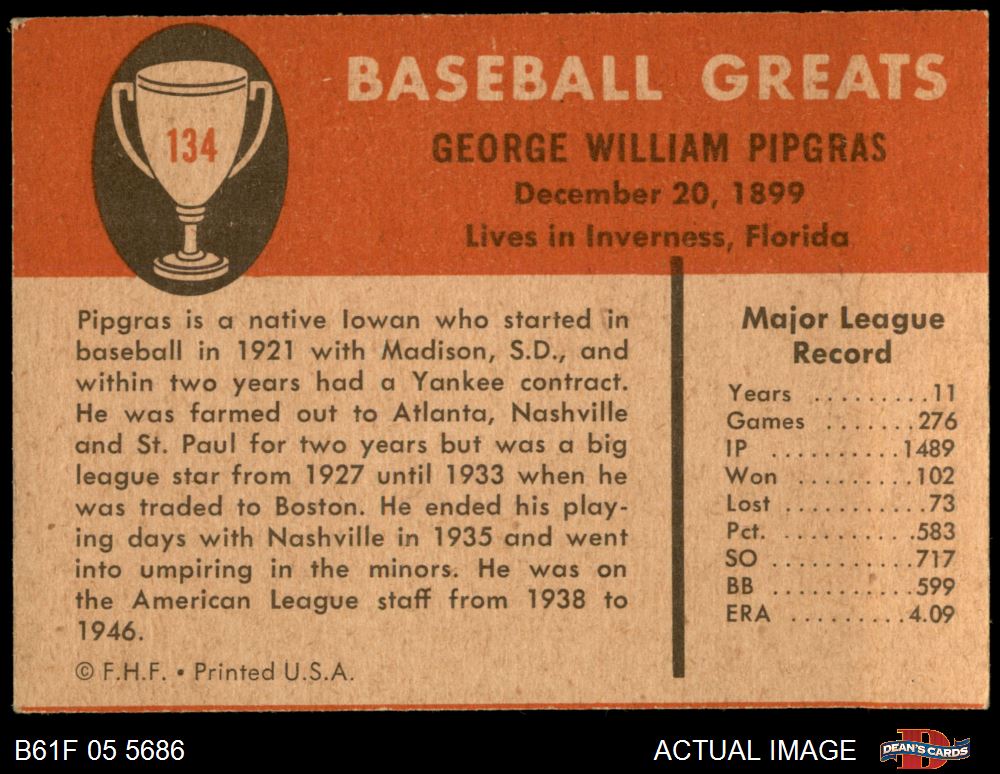 134
BASEBALL GREATS
GEORGE WILLIAM PIPGRAS
December 20, 1899
Lives in Inverness, Florida
Pipgras is a native Iowan who started in
baseball in 1921 with Madison, S.D., and
within two years had a Yankee contract.
He was farmed out to Atlanta, Nashville
and St. Paul for two years but was a big
league star from 1927 until 1933 when he
was traded to Boston. He ended his play-
ing days with Nashville in 1935 and went
into umpiring in the minors. He was on
the American League staff from 1938 to
1946.
© F.H.F. • Printed U.S.A.
Major League
Record
Years .........11
Games .......276
IP ..........1489
Won .........102
Lost ..........73
Pct. ..........583
SO ..........717
BB ..........599
ERA .........4.09
B61F 05 5686
ACTUAL IMAGE
DEAN'S CARDS